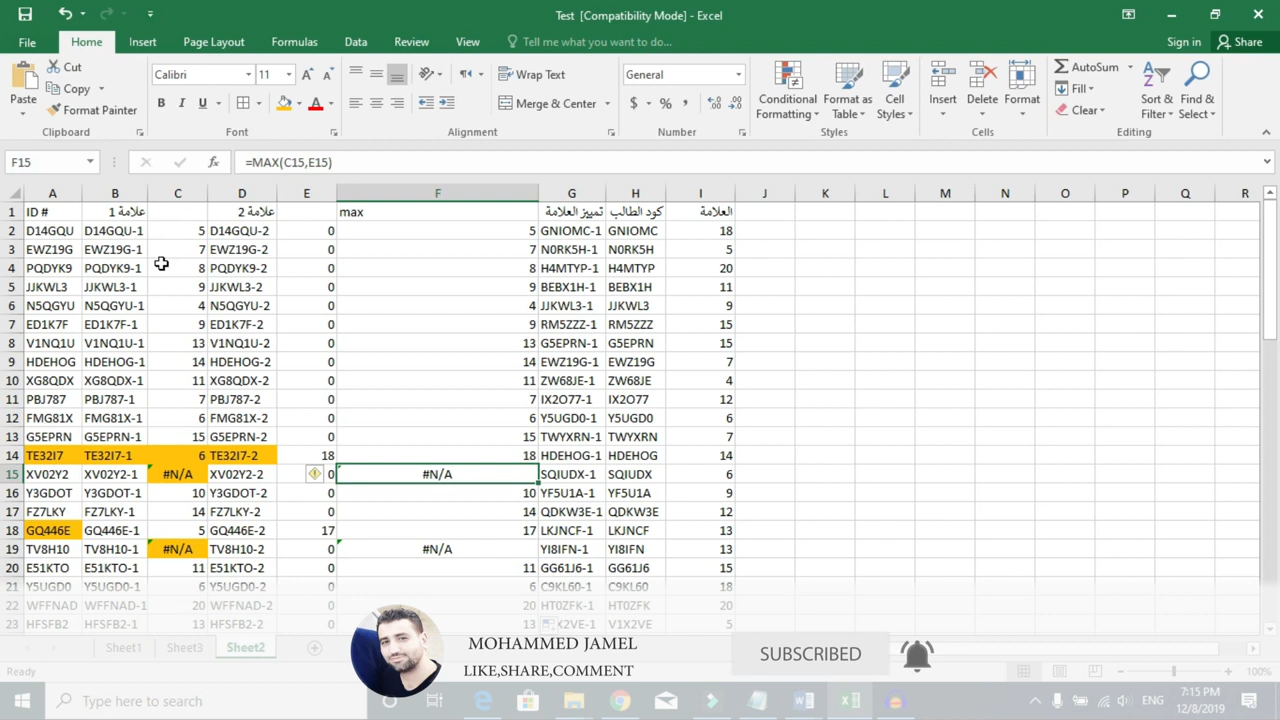 Test [Compatibility Mode] - Excel
File Home Insert Page Layout Formulas Data Review View Tell me what you want to do... Sign in Share
Paste Cut Copy Format Painter
Calibri 11 B I U A A A
Wrap Text Merge & Center
General $ % ,
Conditional Formatting Format as Table Cell Styles
Insert Delete Format
AutoSum Fill Clear Sort & Filter Find & Select
Clipboard Font Alignment Number Styles Cells Editing
F15 fx =MAX(C15,E15)
A B C D E F G H I J K L M N O P Q R
1 ID # علامة 1 علامة 2 max تمييز العلامة كود الطالب العلامة
2 D14GQU D14GQU-1 5 D14GQU-2 0 5 GNIOMC-1 GNIOMC 18
3 EWZ19G EWZ19G-1 7 EWZ19G-2 0 7 N0RK5H-1 N0RK5H 5
4 PQDYK9 PQDYK9-1 8 PQDYK9-2 0 8 H4MTYP-1 H4MTYP 20
5 JJKWL3 JJKWL3-1 9 JJKWL3-2 0 9 BEBX1H-1 BEBX1H 11
6 N5QGYU N5QGYU-1 4 N5QGYU-2 0 4 JJKWL3-1 JJKWL3 9
7 ED1K7F ED1K7F-1 9 ED1K7F-2 0 9 RM5ZZZ-1 RM5ZZZ 15
8 V1NQ1U V1NQ1U-1 13 V1NQ1U-2 0 13 G5EPRN-1 G5EPRN 15
9 HDEHOG HDEHOG-1 14 HDEHOG-2 0 14 EWZ19G-1 EWZ19G 7
10 XG8QDX XG8QDX-1 11 XG8QDX-2 0 11 ZW68JE-1 ZW68JE 4
11 PBJ787 PBJ787-1 7 PBJ787-2 0 7 IX2O77-1 IX2O77 12
12 FMG81X FMG81X-1 6 FMG81X-2 0 6 Y5UGD0-1 Y5UGD0 6
13 G5EPRN G5EPRN-1 15 G5EPRN-2 0 15 TWYXRN-1 TWYXRN 7
14 TE32I7 TE32I7-1 6 TE32I7-2 18 18 HDEHOG-1 HDEHOG 14
15 XV02Y2 XV02Y2-1 #N/A XV02Y2-2 0 #N/A SQIUDX-1 SQIUDX 6
16 Y3GDOT Y3GDOT-1 10 Y3GDOT-2 0 10 YF5U1A-1 YF5U1A 9
17 FZ7LKY FZ7LKY-1 14 FZ7LKY-2 0 14 QDKW3E-1 QDKW3E 12
18 GQ446E GQ446E-1 5 GQ446E-2 17 17 LKJNCF-1 LKJNCF 13
19 TV8H10 TV8H10-1 #N/A TV8H10-2 0 #N/A YI8IFN-1 YI8IFN 13
20 E51KTO E51KTO-1 11 E51KTO-2 0 11 GG61J6-1 GG61J6 15
21 Y5UGD0 Y5UGD0-1 6 Y5UGD0-2 0 6 C9KL60-1 C9KL60 18
22 WFFNAD WFFNAD-1 20 WFFNAD-2 0 20 HT0ZFK-1 HT0ZFK 20
23 HFSFB2 HFSFB2-1 13 HFSFB2-2 0 13 X2VE-1 1KX2VE 5
MOHAMMED JAMEL
LIKE,SHARE,COMMENT
SUBSCRIBED
Sheet1 Sheet3 Sheet2
Ready 100%
Type here to search ENG 7:15 PM
12/8/2019